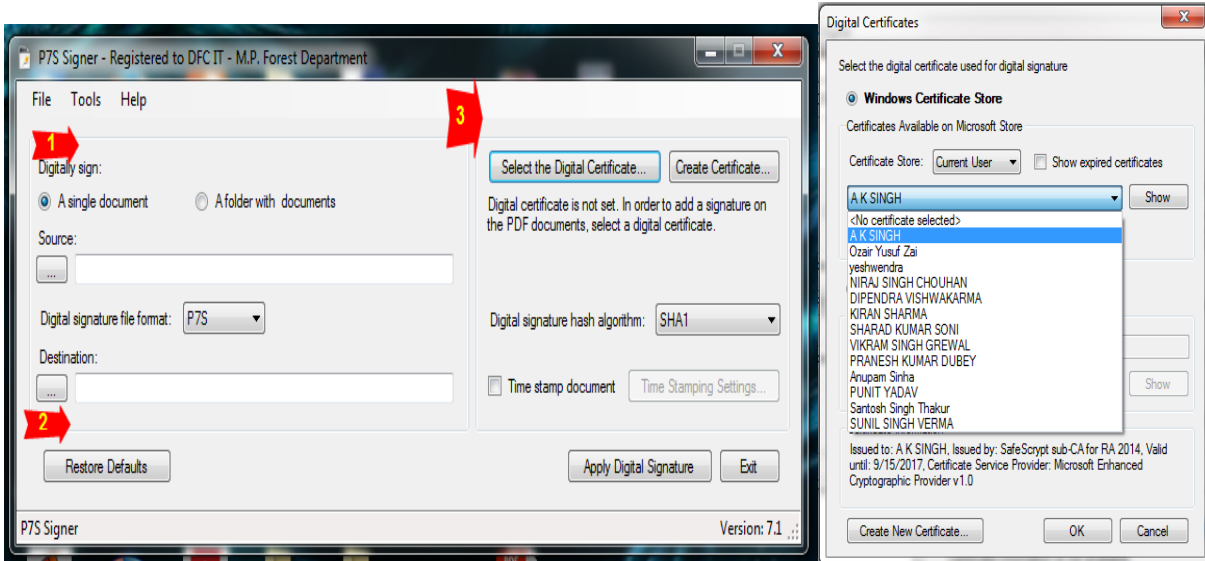 P7S Signer - Registered to DFC IT - M.P. Forest Department
File Tools Help
1
3
Digitally sign:
A single document A folder with documents
Source:
...
Digital signature file format: P7S
Destination:
...
2
Select the Digital Certificate... Create Certificate...
Digital certificate is not set. In order to add a signature on
the PDF documents, select a digital certificate.
Digital signature hash algorithm: SHA1
Time stamp document Time Stamping Settings...
Restore Defaults Apply Digital Signature Exit
P7S Signer Version: 7.1
Digital Certificates
Select the digital certificate used for digital signature
Windows Certificate Store
Certificates Available on Microsoft Store
Certificate Store: Current User Show expired certificates
A K SINGH Show
<No certificate selected>
A K SINGH
Ozair Yusuf Zai
yeshwendra
NIRAJ SINGH CHOUHAN
DIPENDRA VISHWAKARMA
KIRAN SHARMA
SHARAD KUMAR SONI
VIKRAM SINGH GREWAL
PRANESH KUMAR DUBEY
Anupam Sinha
PUNIT YADAV
Santosh Singh Thakur
SUNIL SINGH VERMA
Show
Issued to: A K SINGH, Issued by: SafeScrypt sub-CA for RA 2014, Valid
until: 9/15/2017, Certificate Service Provider: Microsoft Enhanced
Cryptographic Provider v1.0
Create New Certificate... OK Cancel